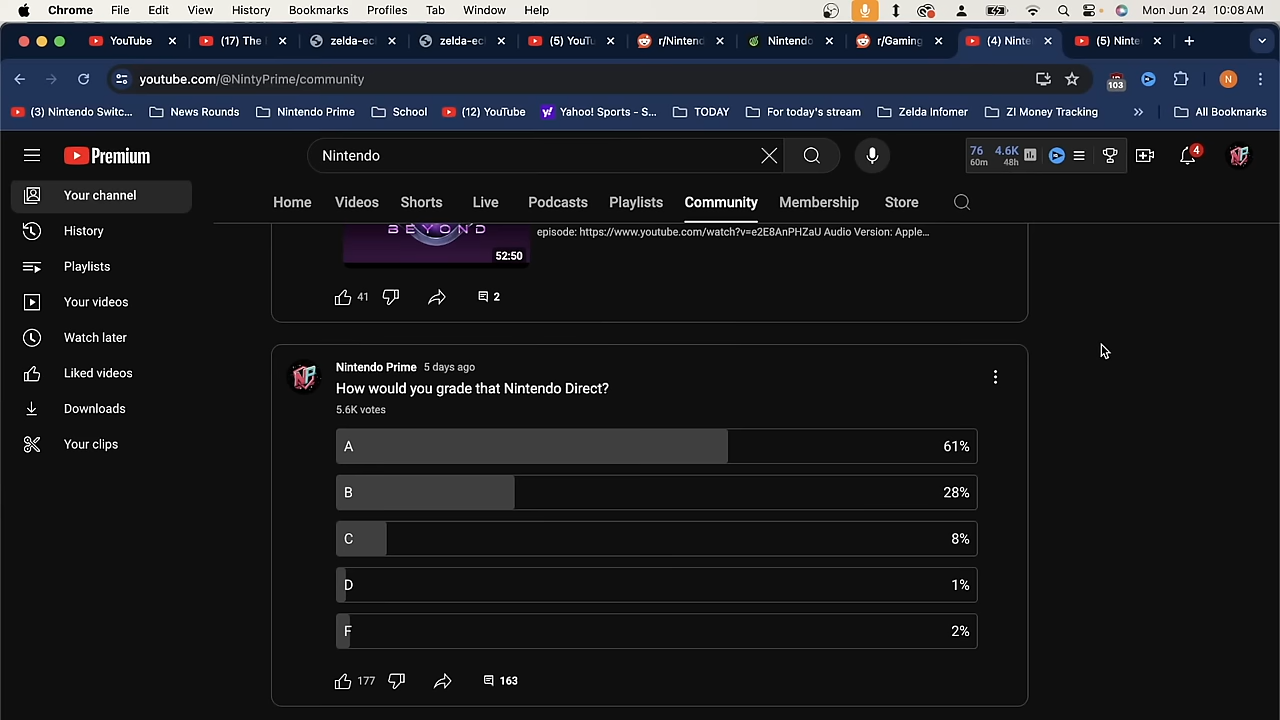 Chrome File Edit View History Bookmarks Profiles Tab Window Help Mon Jun 24 10:08 AM
YouTube (17) The zelda-ec zelda-ec (5) YouT r/Ninten Nintendo r/Gaming (4) Ninte (5) Ninte
youtube.com/@NintyPrime/community 103 N
(3) Nintendo Switc... News Rounds Nintendo Prime School (12) YouTube Yahoo! Sports - S... TODAY For today's stream Zelda Infomer ZI Money Tracking » All Bookmarks
Premium Nintendo 76 60m 4.6K 48h 4
Your channel
History
Playlists
Your videos
Watch later
Liked videos
Downloads
Your clips
Home Videos Shorts Live Podcasts Playlists Community Membership Store
BEYOND
52:50
episode: https://www.youtube.com/watch?v=e2E8AnPHZaU Audio Version: Apple...
41 2
Nintendo Prime 5 days ago
How would you grade that Nintendo Direct?
5.6K votes
A 61%
B 28%
C 8%
D 1%
F 2%
177 163